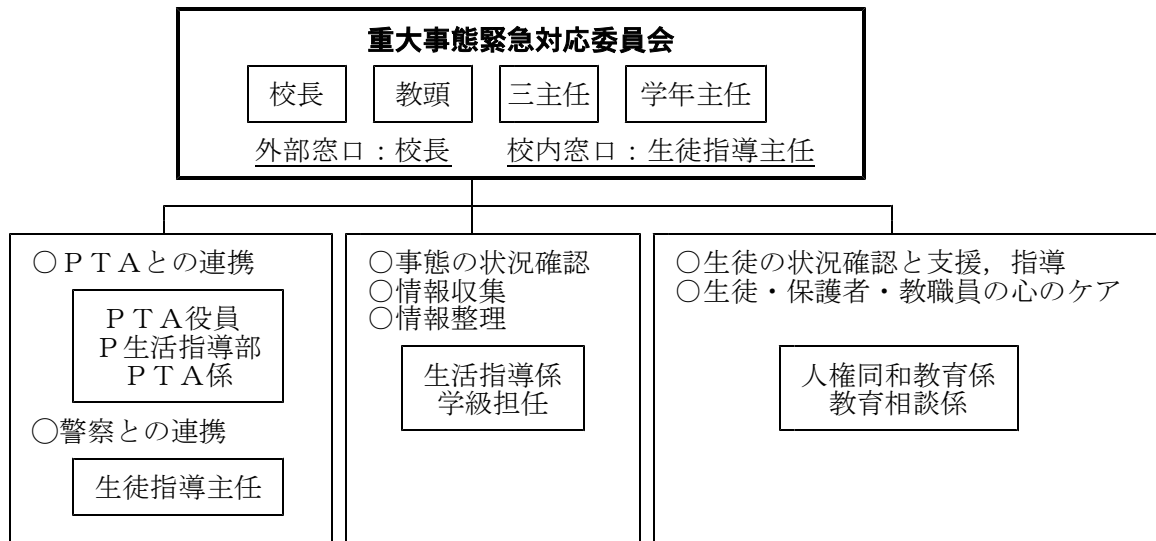 重大事態緊急対応委員会
校長 教頭 三主任 学年主任
外部窓口：校長 校内窓口：生徒指導主任
○ＰＴＡとの連携
ＰＴＡ役員
Ｐ生活指導部
ＰＴＡ係
○警察との連携
生徒指導主任
○事態の状況確認
○情報収集
○情報整理
生活指導係
学級担任
○生徒の状況確認と支援，指導
○生徒・保護者・教職員の心のケア
人権同和教育係
教育相談係